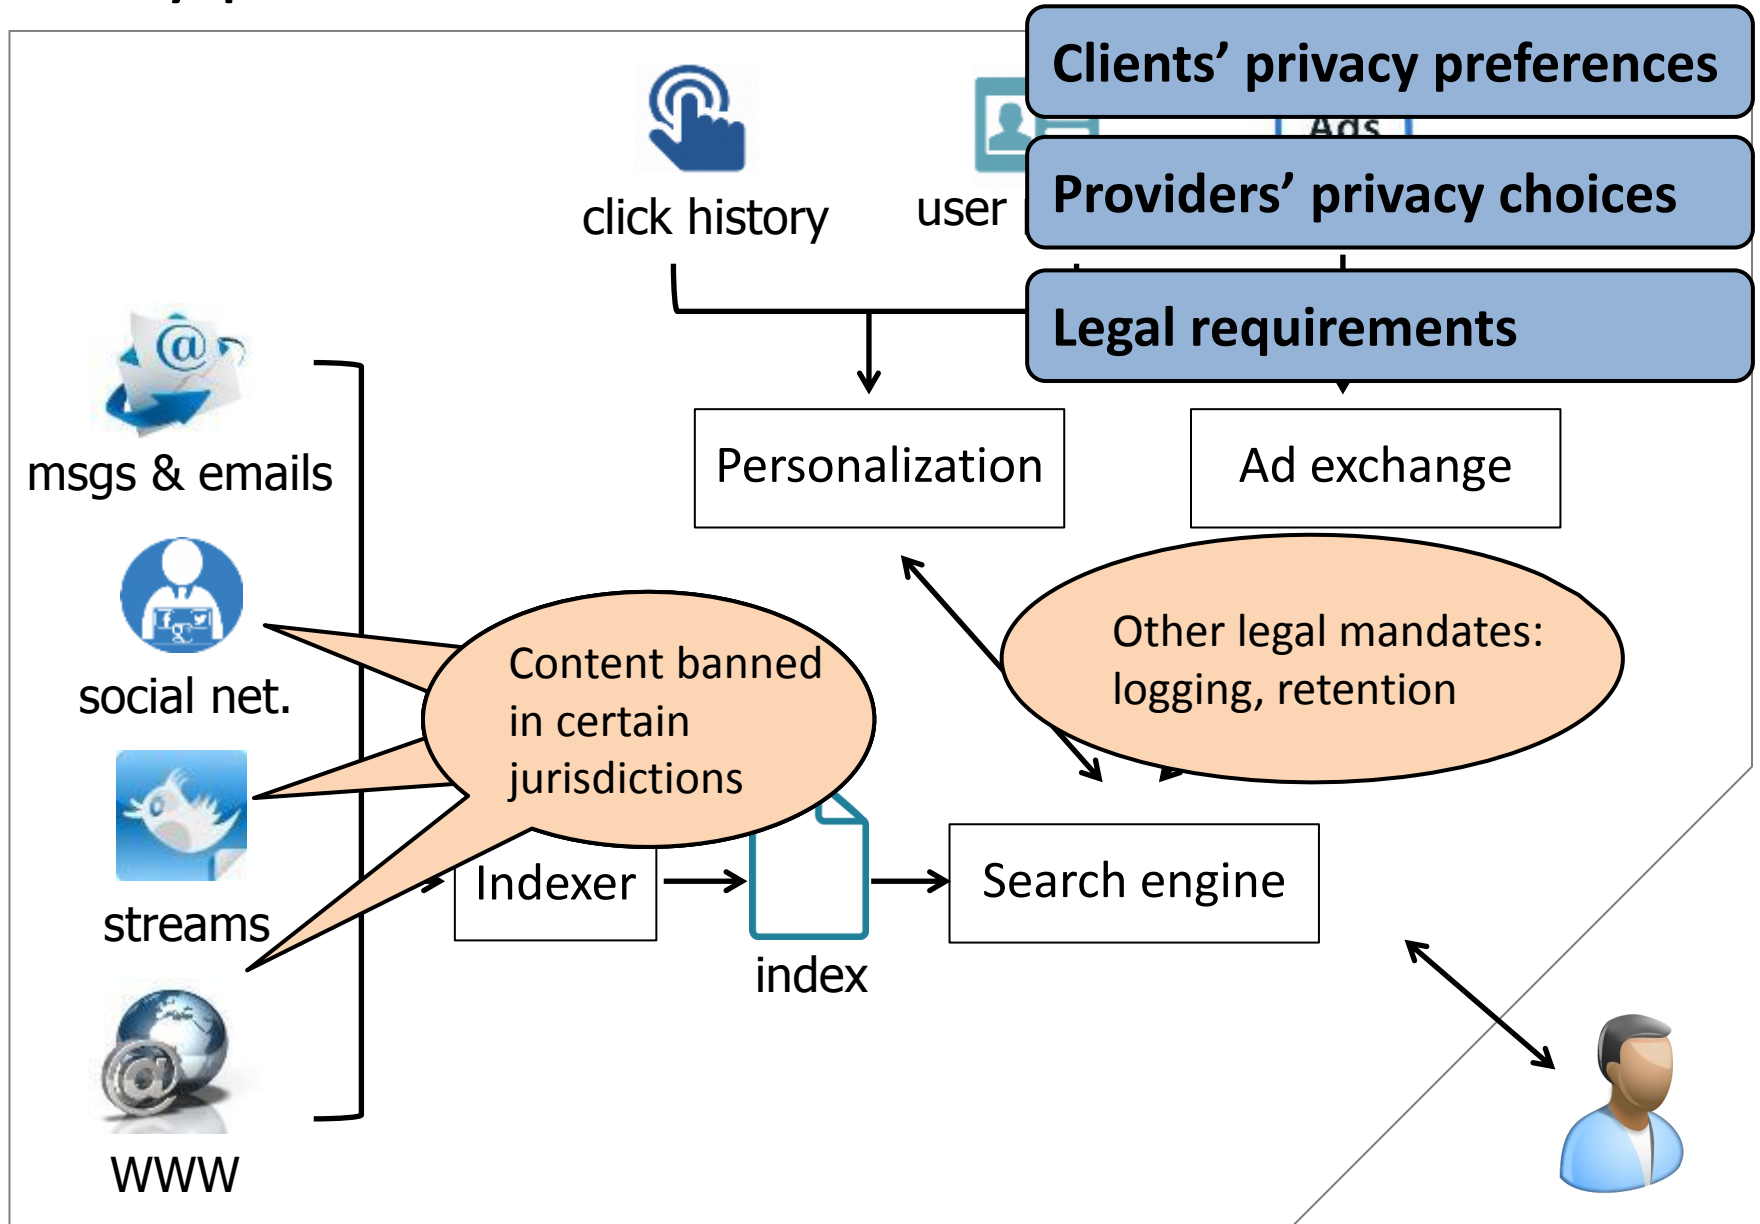 Clients’ privacy preferences
Ads
Providers’ privacy choices
click history
user
Legal requirements
msgs & emails
Personalization
Ad exchange
social net.
Content banned
in certain
jurisdictions
Other legal mandates:
logging, retention
streams
Indexer
Search engine
index
WWW